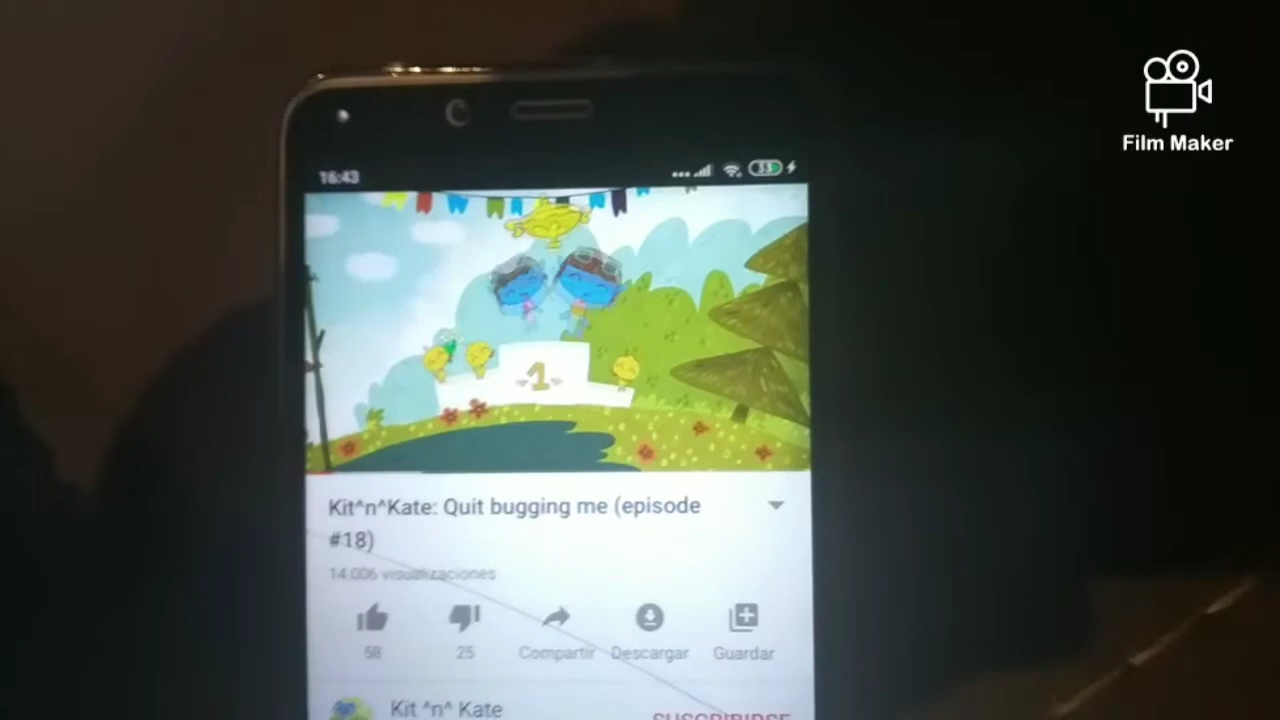 Film Maker
16:43
33
1
Kit^n^Kate: Quit bugging me (episode
#18)
14.006 visualizaciones
58
25
Compartir
Descargar
Guardar
Kit ^n^ Kate
SUSCRIBIRSE